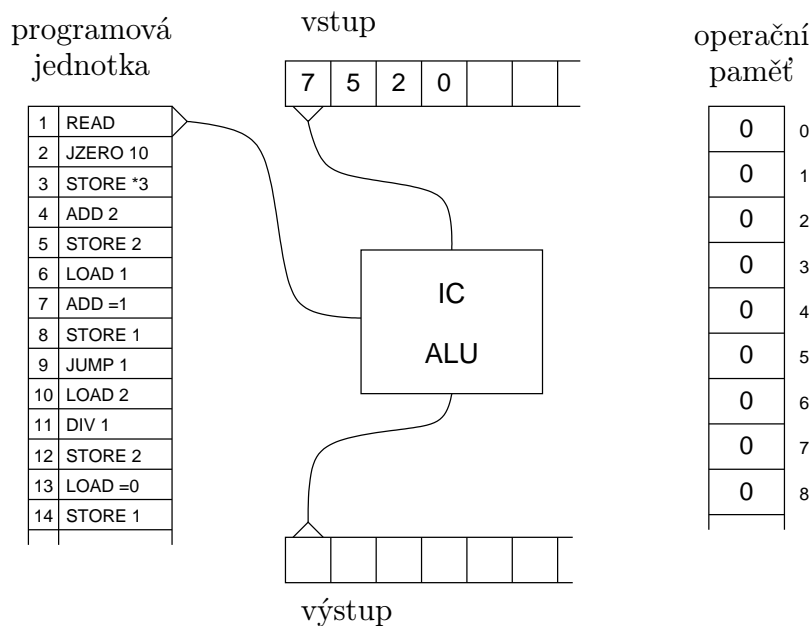 programová
jednotka
1 READ
2 JZERO 10
3 STORE *3
4 ADD 2
5 STORE 2
6 LOAD 1
7 ADD =1
8 STORE 1
9 JUMP 1
10 LOAD 2
11 DIV 1
12 STORE 2
13 LOAD =0
14 STORE 1
vstup
7 5 2 0
IC
ALU
výstup
operační
paměť
0 0
0 1
0 2
0 3
0 4
0 5
0 6
0 7
0 8